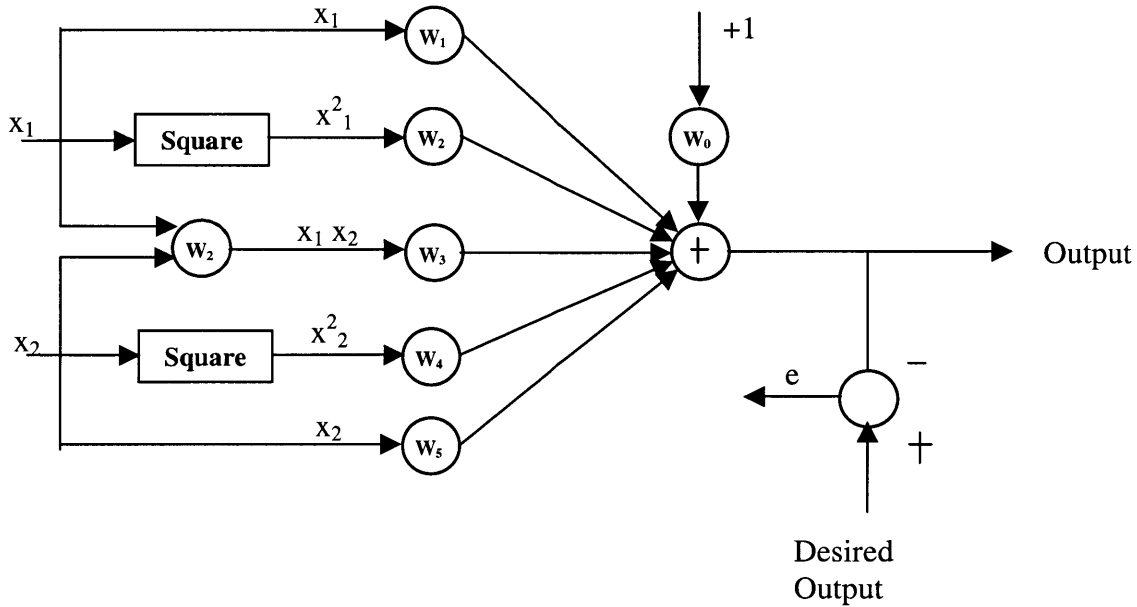 x₁ W₁ +1
x₁ Square x²₁ W₂ W₀
W₂ x₁ x₂ W₃ + Output
x₂ Square x²₂ W₄ e −
x₂ W₅ +
Desired
Output